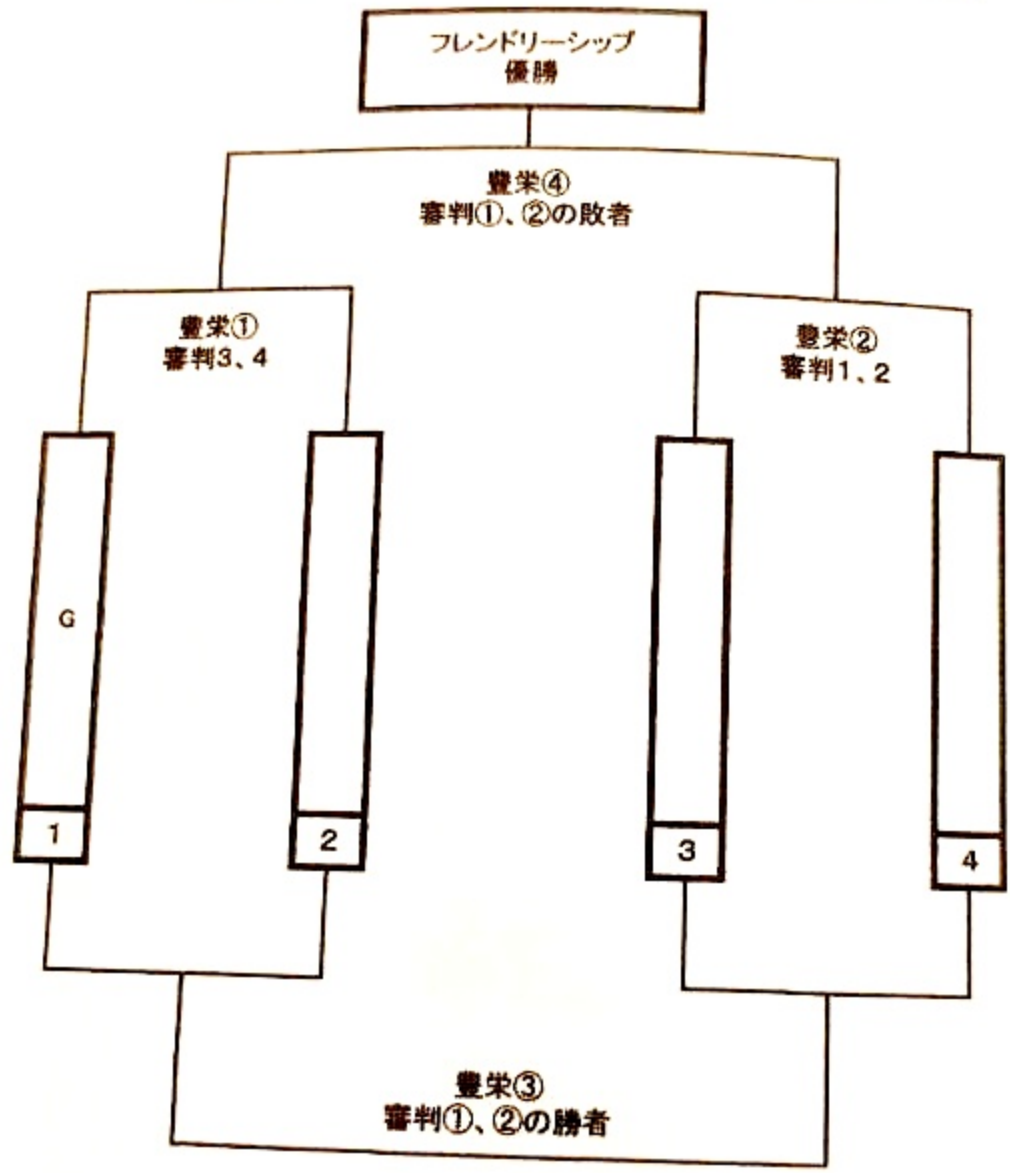 フレンドリーシップ
優勝
豊栄④
審判①、②の敗者
豊栄①
審判3、4
豊栄②
審判1、2
G
1
2
3
4
豊栄③
審判①、②の勝者